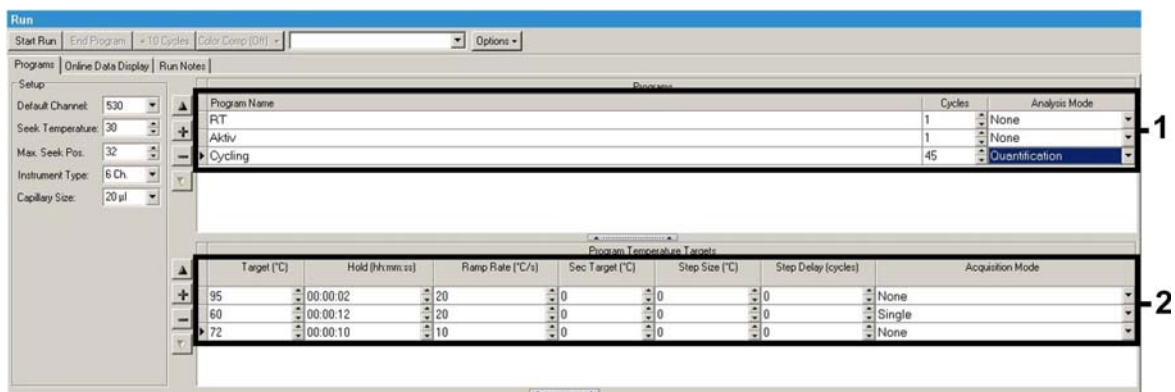 Run
Start Run End Program +10 Cycles Color Comp (Off) Options
Programs Online Data Display Run Notes
Setup
Default Channel: 530
Seek Temperature: 30
Max. Seek Pos. 32
Instrument Type: 6 Ch.
Capillary Size: 20 µl
Programs
Program Name Cycles Analysis Mode
RT 1 None
Aktiv 1 None
Cycling 45 Quantification
1
Program Temperature Targets
Target (°C) Hold (hh:mm:ss) Ramp Rate (°C/s) Sec Target (°C) Step Size (°C) Step Delay (cycles) Acquisition Mode
95 00:00:02 20 0 0 0 None
60 00:00:12 20 0 0 0 Single
72 00:00:10 10 0 0 0 None
2